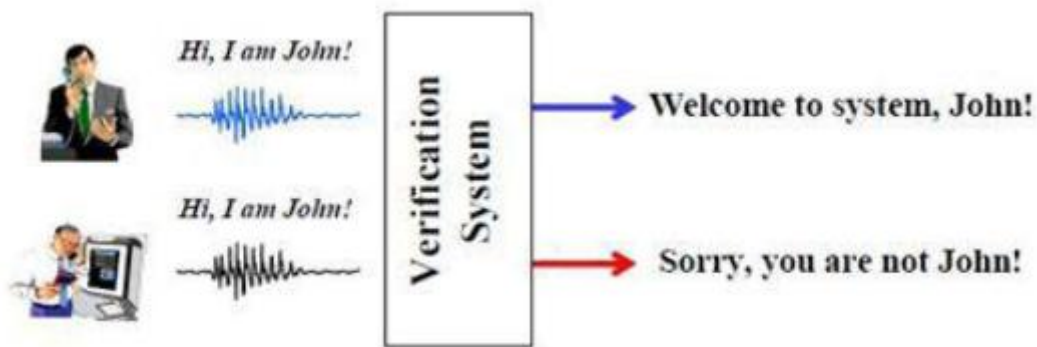 Hi, I am John!
Welcome to system, John!
Verification
System
Hi, I am John!
Sorry, you are not John!